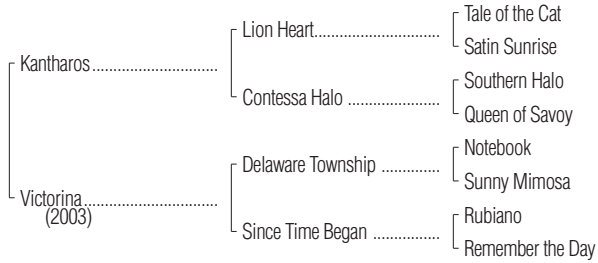 Tale of the Cat
Lion Heart
Satin Sunrise
Kantharos
Southern Halo
Contessa Halo
Queen of Savoy
Notebook
Delaware Township
Sunny Mimosa
Victorina
(2003)
Rubiano
Since Time Began
Remember the Day